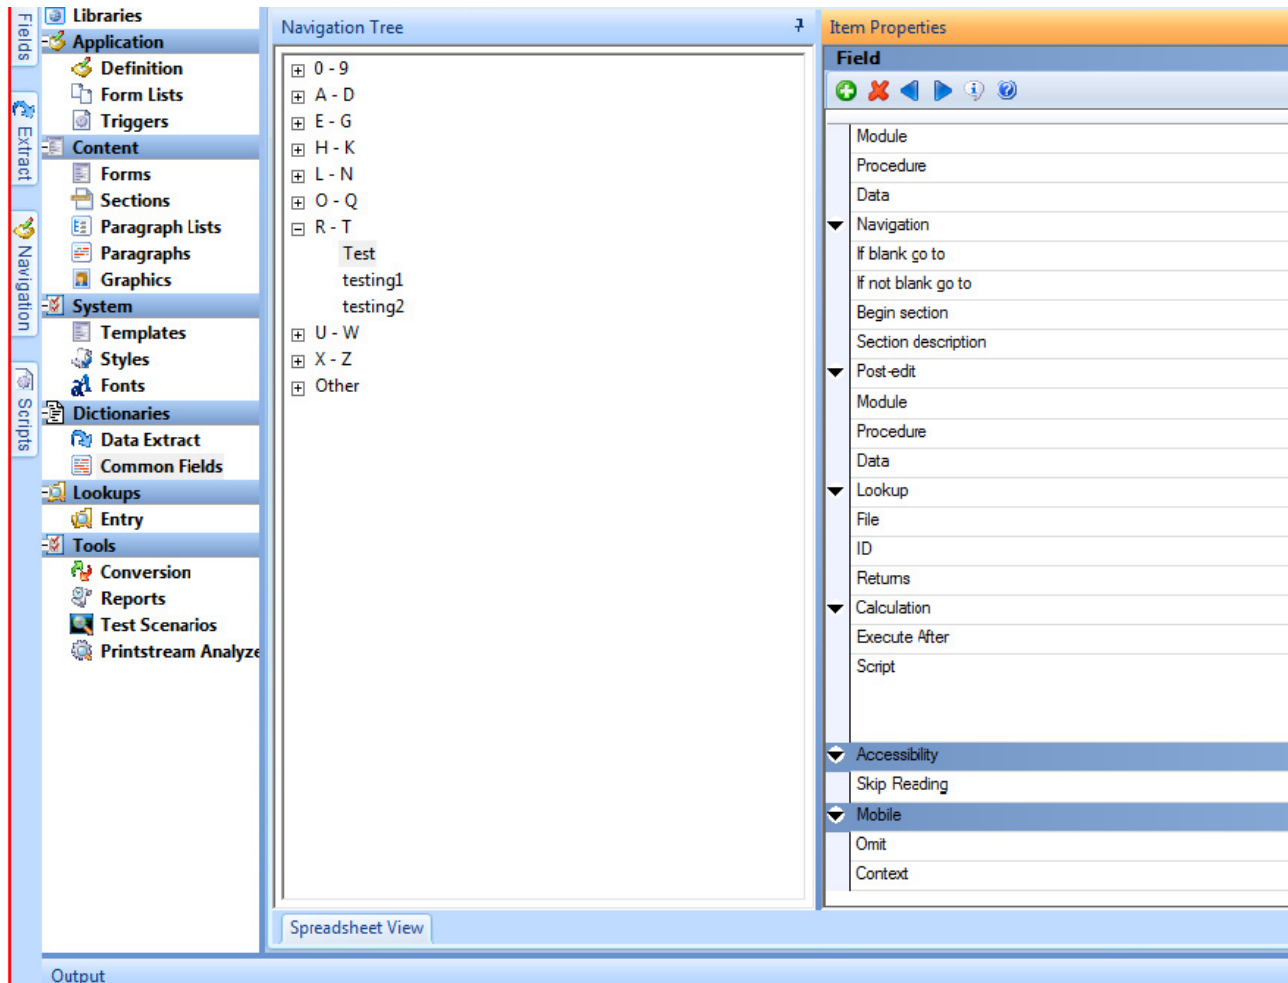 Fields
Extract
Navigation
Scripts
Libraries
Application
Definition
Form Lists
Triggers
Content
Forms
Sections
Paragraph Lists
Paragraphs
Graphics
System
Templates
Styles
Fonts
Dictionaries
Data Extract
Common Fields
Lookups
Entry
Tools
Conversion
Reports
Test Scenarios
Printstream Analyze
Navigation Tree
0 - 9
A - D
E - G
H - K
L - N
O - Q
R - T
Test
testing1
testing2
U - W
X - Z
Other
Spreadsheet View
Item Properties
Field
Module
Procedure
Data
Navigation
If blank go to
If not blank go to
Begin section
Section description
Post-edit
Module
Procedure
Data
Lookup
File
ID
Returns
Calculation
Execute After
Script
Accessibility
Skip Reading
Mobile
Omit
Context
Output